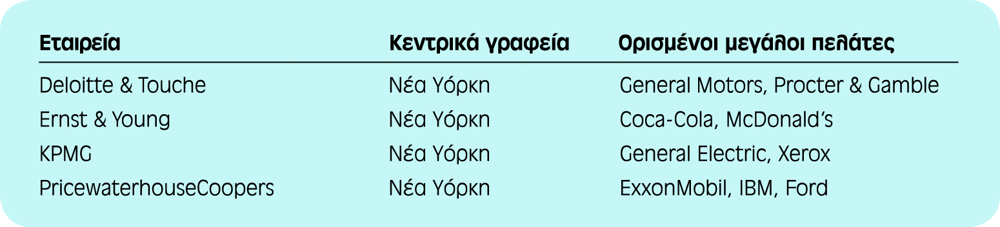 Εταιρεία Κεντρικά γραφεία Ορισμένοι μεγάλοι πελάτες
Deloitte & Touche Νέα Υόρκη General Motors, Procter & Gamble
Ernst & Young Νέα Υόρκη Coca-Cola, McDonald’s
KPMG Νέα Υόρκη General Electric, Xerox
PricewaterhouseCoopers Νέα Υόρκη ExxonMobil, IBM, Ford